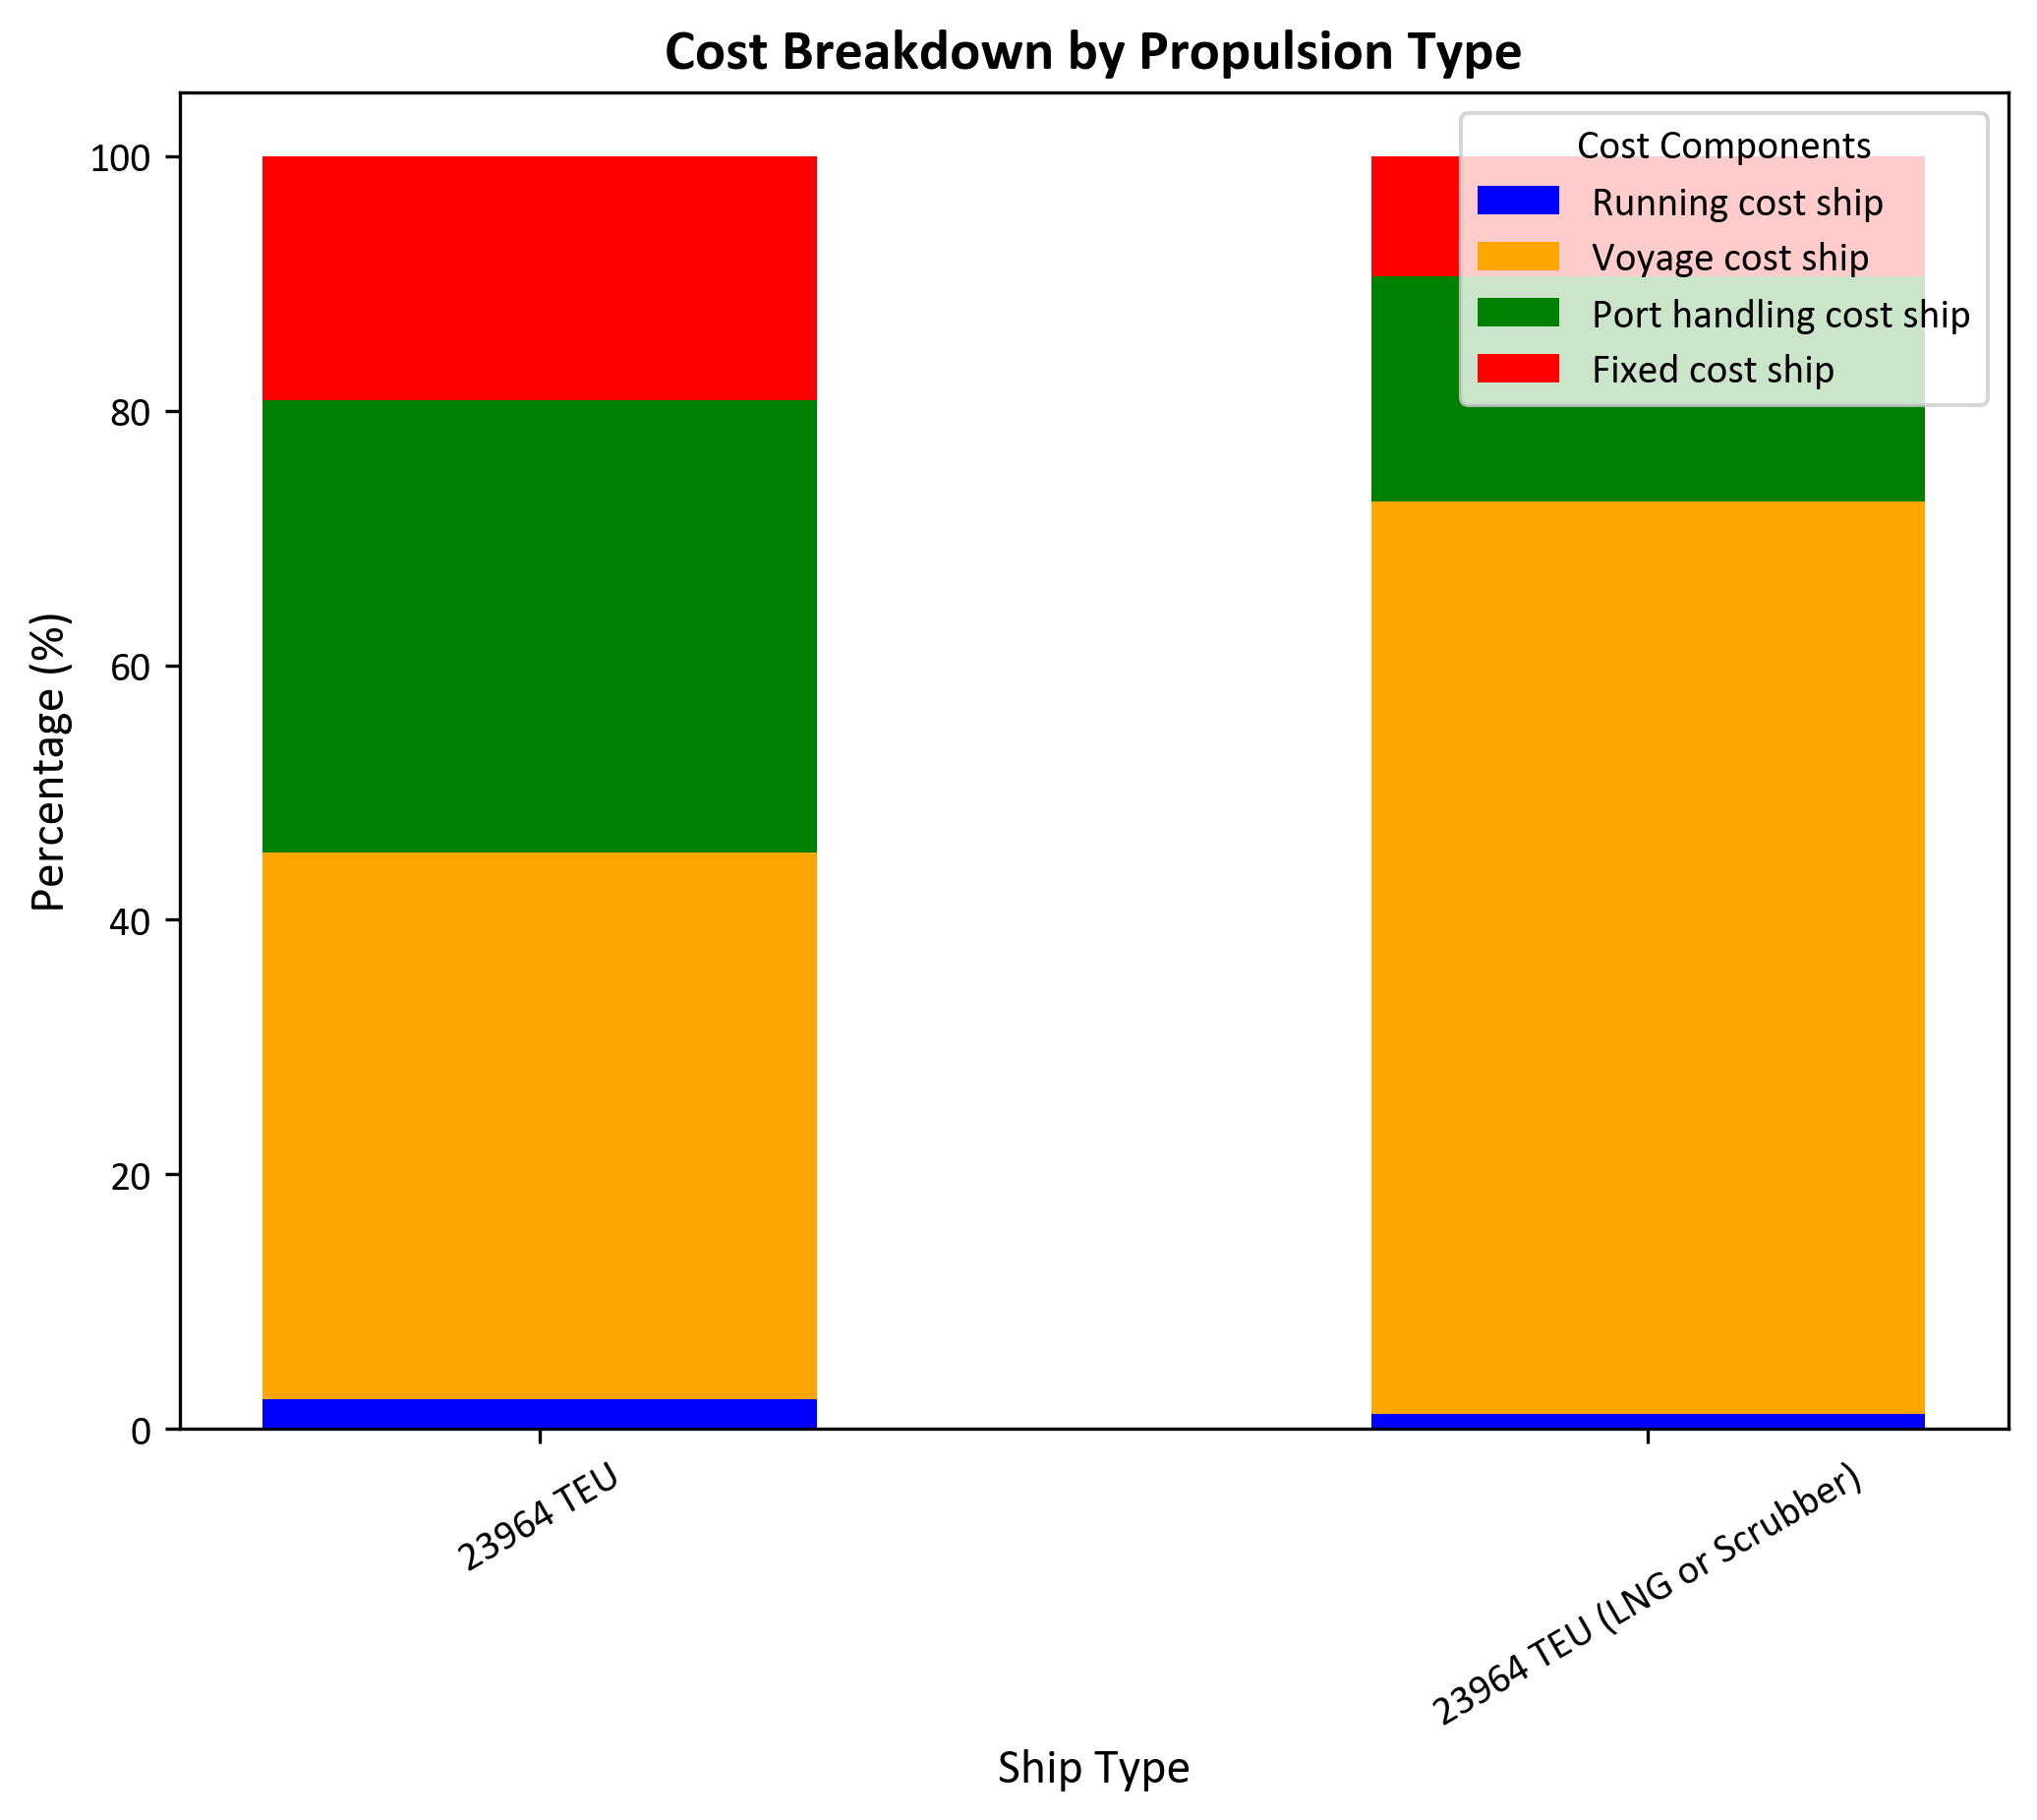 Cost Breakdown by Propulsion Type
Cost Components
Running cost ship
Voyage cost ship
Port handling cost ship
Fixed cost ship
Percentage (%)
100
80
60
40
20
0
23964 TEU
23964 TEU (LNG or Scrubber)
Ship Type